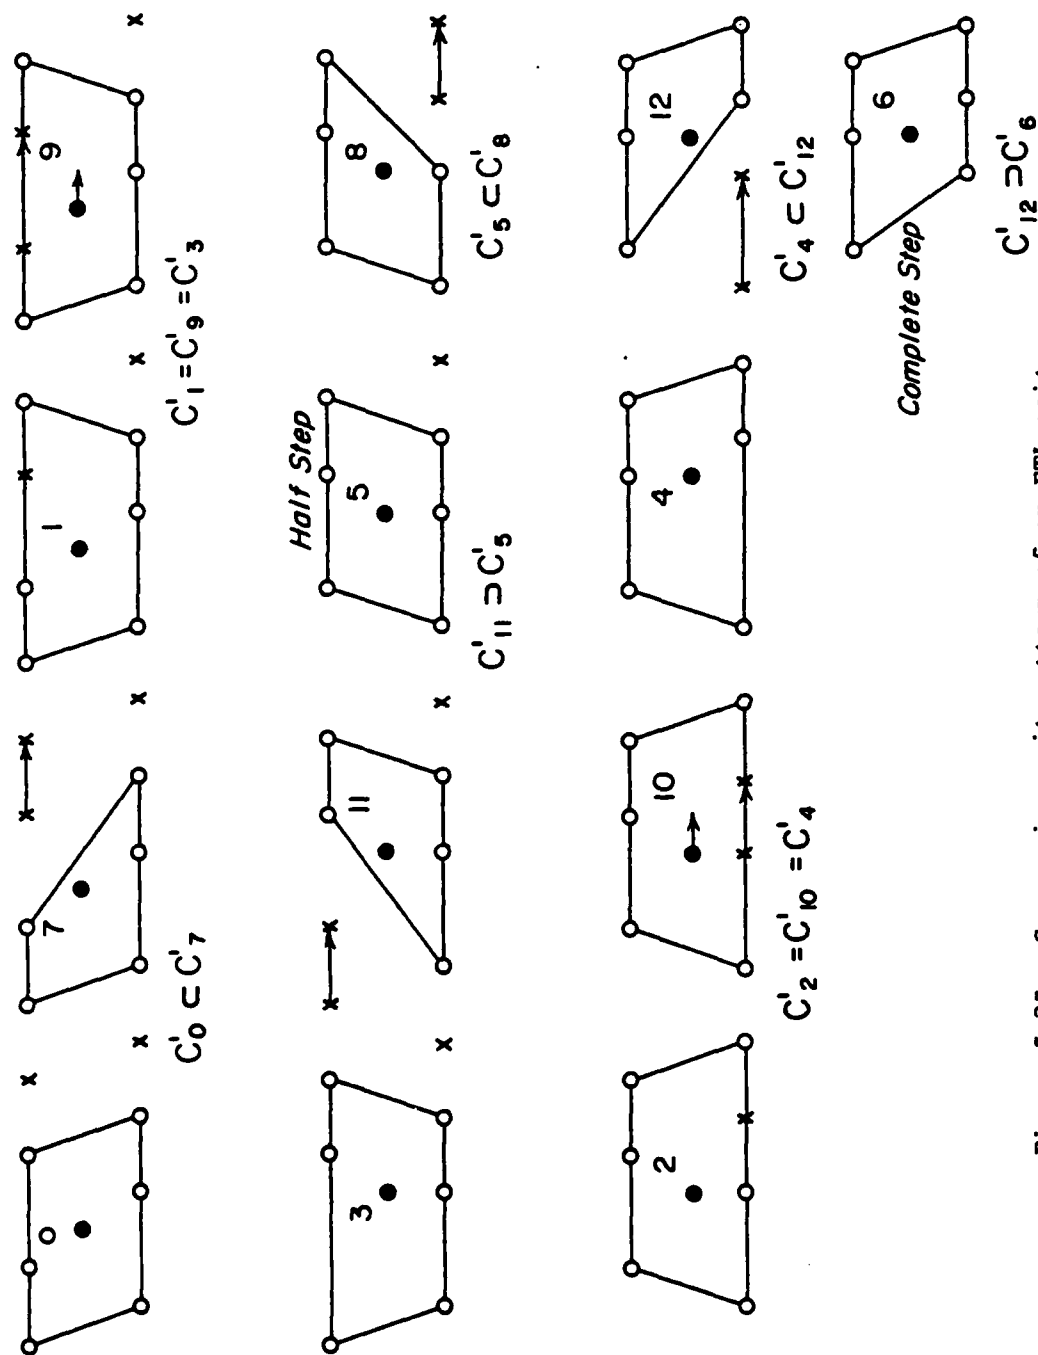 0
7
1
9
C'0 ⊂ C'7
C'1 = C'9 = C'3
Half Step
3
11
5
8
C'11 ⊃ C'5
C'5 ⊂ C'8
2
10
4
12
C'2 = C'10 = C'4
C'4 ⊂ C'12
Complete Step
6
C'12 ⊃ C'6